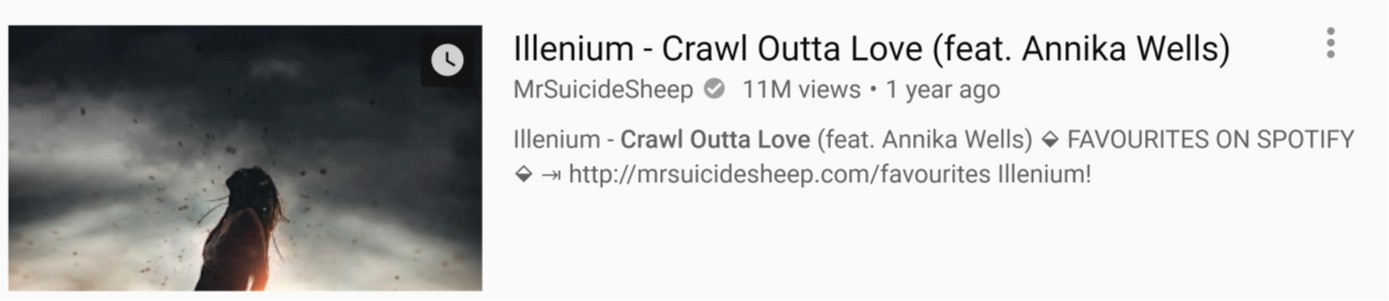 Illenium - Crawl Outta Love (feat. Annika Wells)
MrSuicideSheep 11M views • 1 year ago
Illenium - Crawl Outta Love (feat. Annika Wells) ⬙ FAVOURITES ON SPOTIFY
⬙ ⇥ http://mrsuicidesheep.com/favourites Illenium!